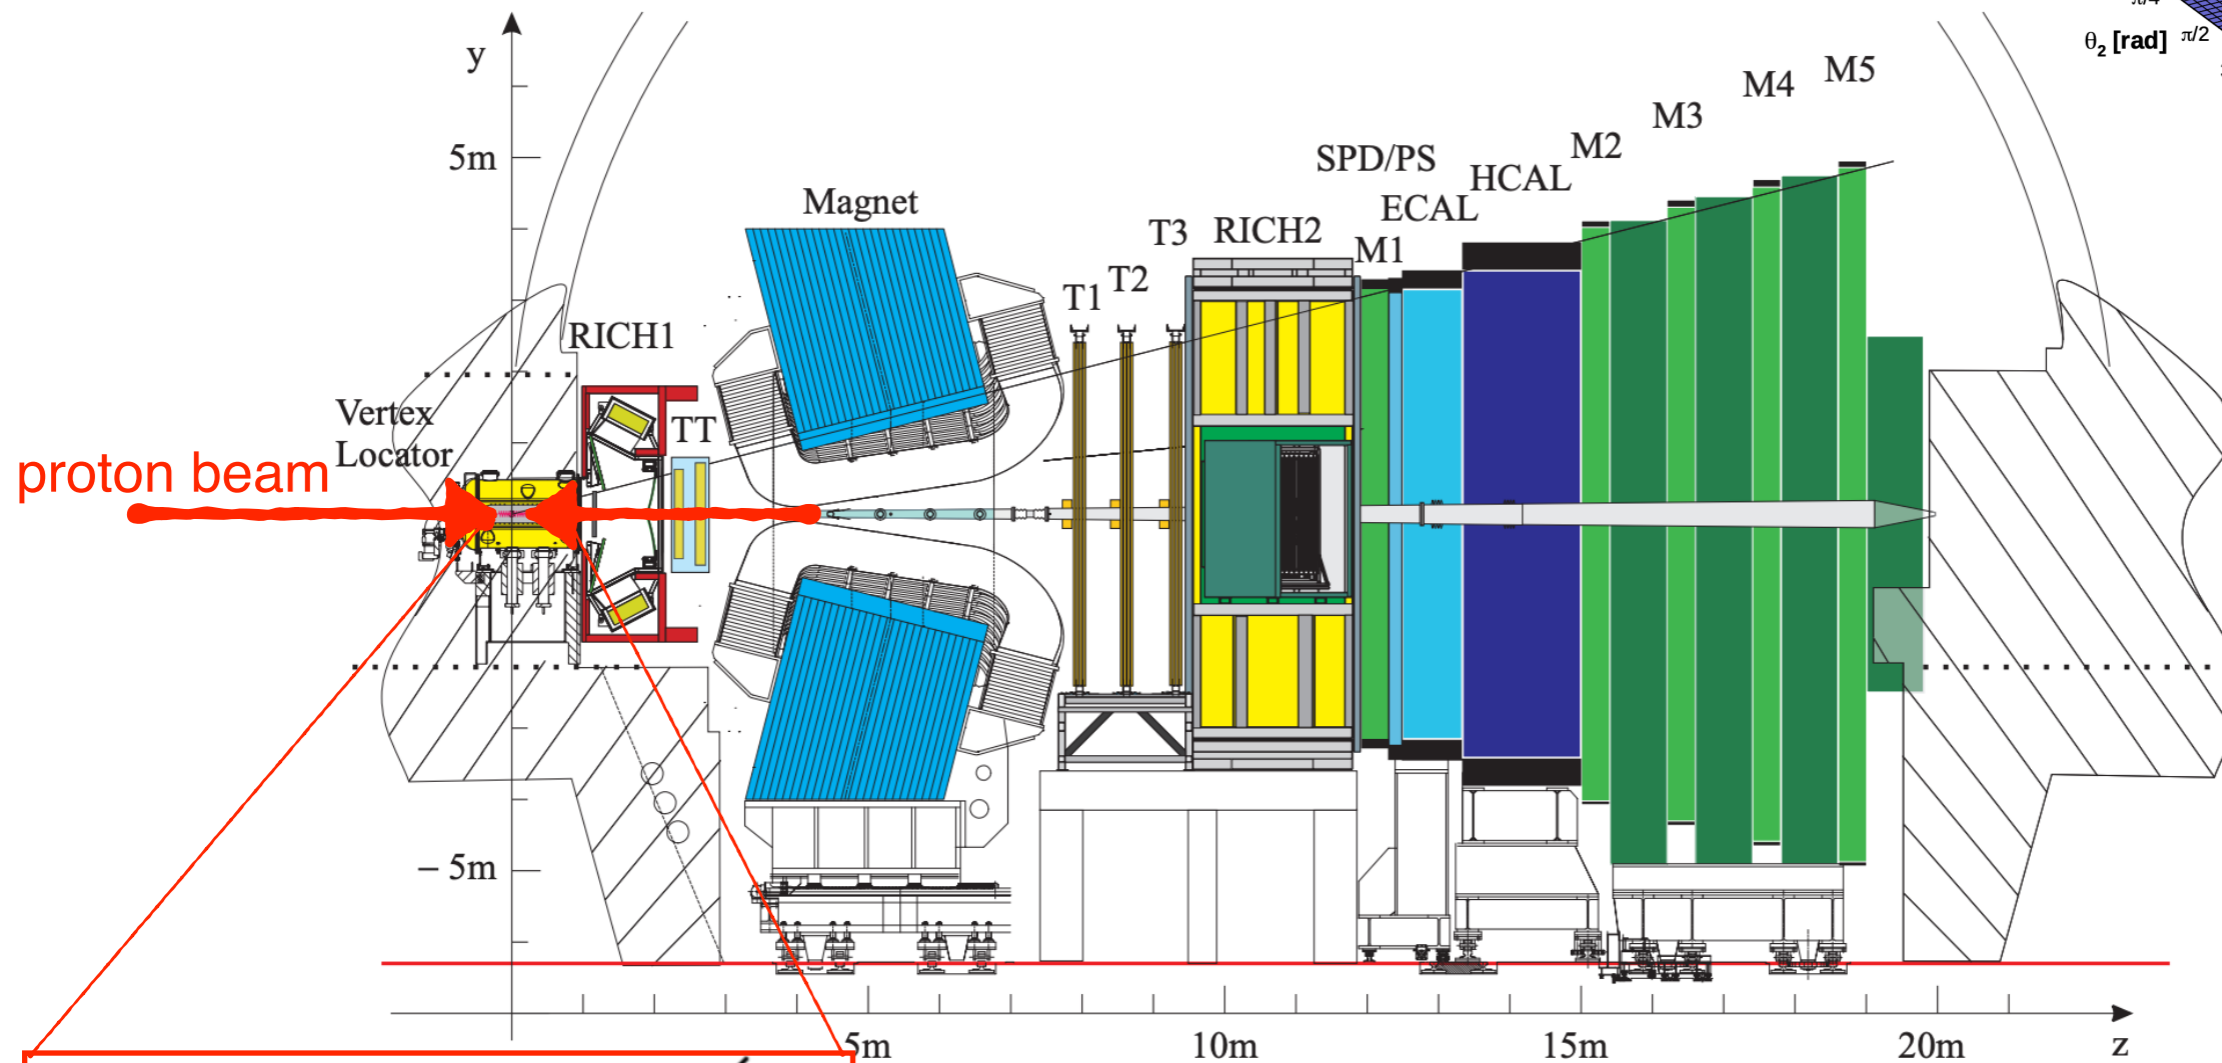 π/4
θ2 [rad] π/2
y
M5
M4
M3
M2
5m
SPD/PS
HCAL
Magnet
ECAL
T3 RICH2
M1
T2
T1
RICH1
Vertex
Locator
TT
proton beam
– 5m
5m 10m 15m 20m z